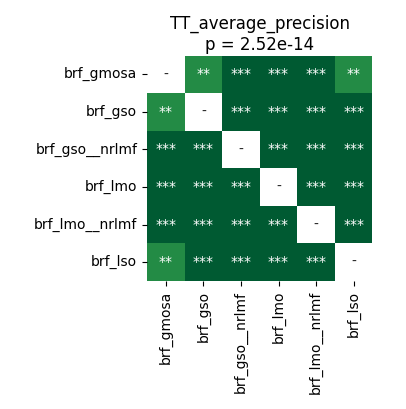 TT_average_precision
p = 2.52e-14
brf_gmosa - ** *** *** *** **
brf_gso ** - *** *** *** ***
brf_gso__nrlmf *** *** - *** *** ***
brf_lmo *** *** *** - *** ***
brf_lmo__nrlmf *** *** *** *** - ***
brf_lso ** *** *** *** *** -
brf_gmosa
brf_gso
brf_gso__nrlmf
brf_lmo
brf_lmo__nrlmf
brf_lso